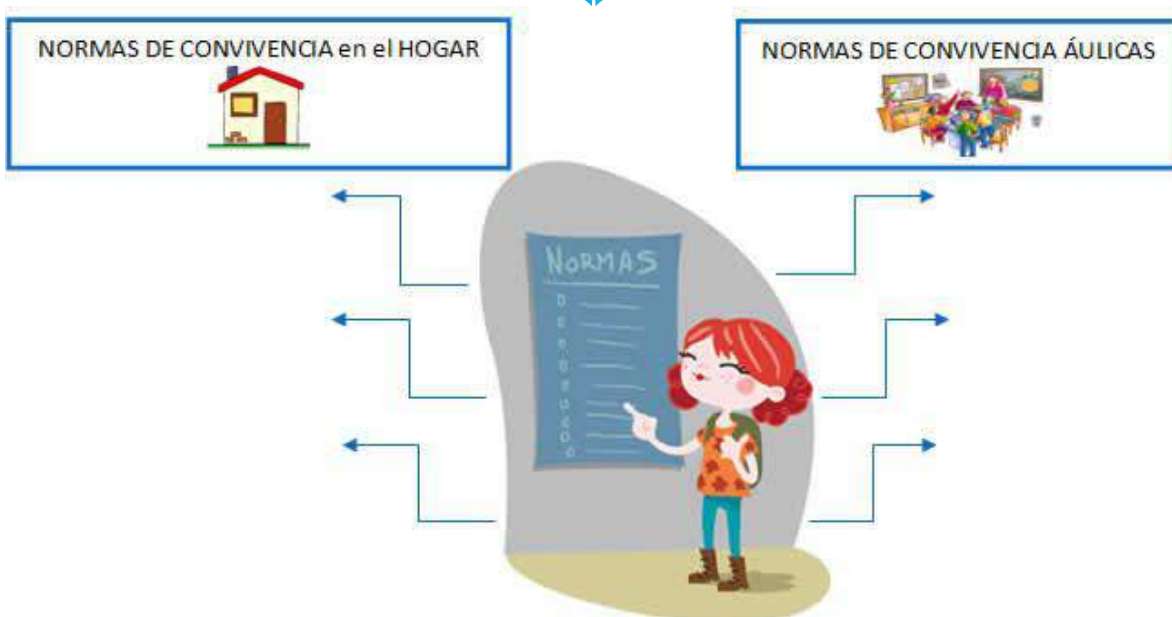 NORMAS DE CONVIVENCIA en el HOGAR
NORMAS DE CONVIVENCIA ÁULICAS
NORMAS